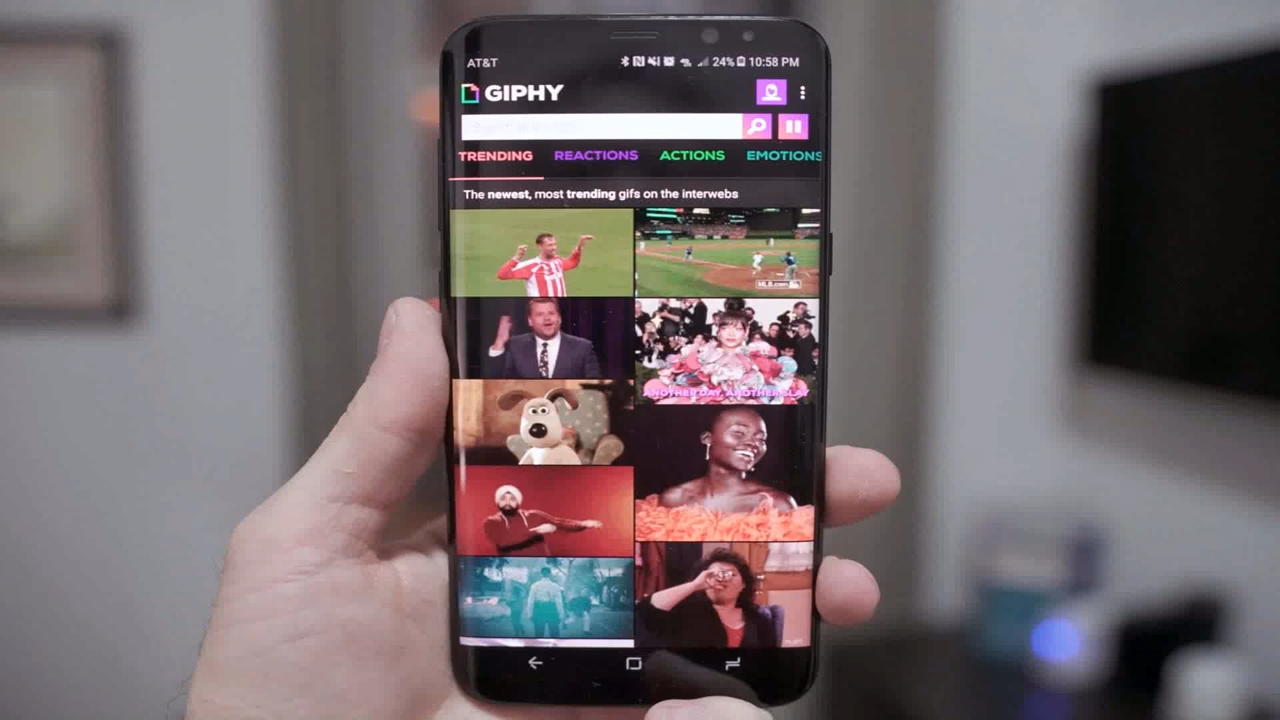 AT&T 24% 10:58 PM
GIPHY
TRENDING REACTIONS ACTIONS EMOTIONS
The newest, most trending gifs on the interwebs
MLB.com
ANOTHER DAY, ANOTHER SLAY